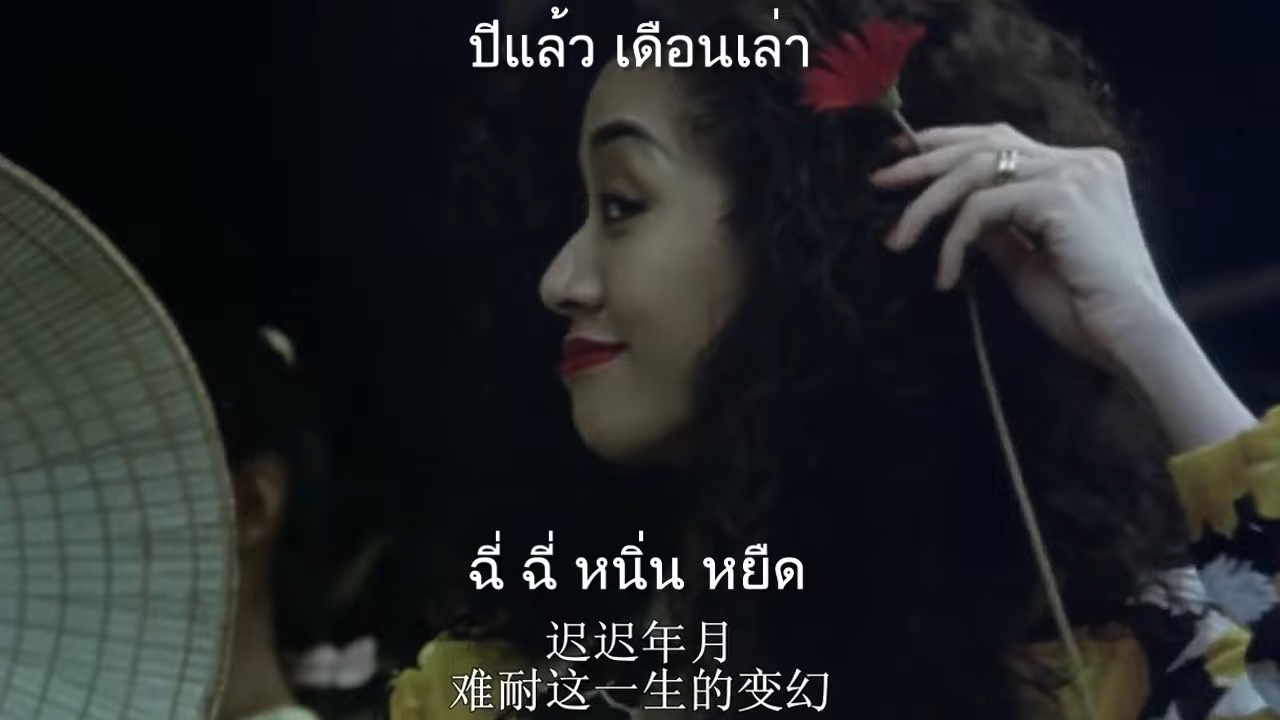 ปีแล้ว เดือนเล่า
ฉี่ ฉี่ หนิ่น หยืด
迟迟年月
难耐这一生的变幻